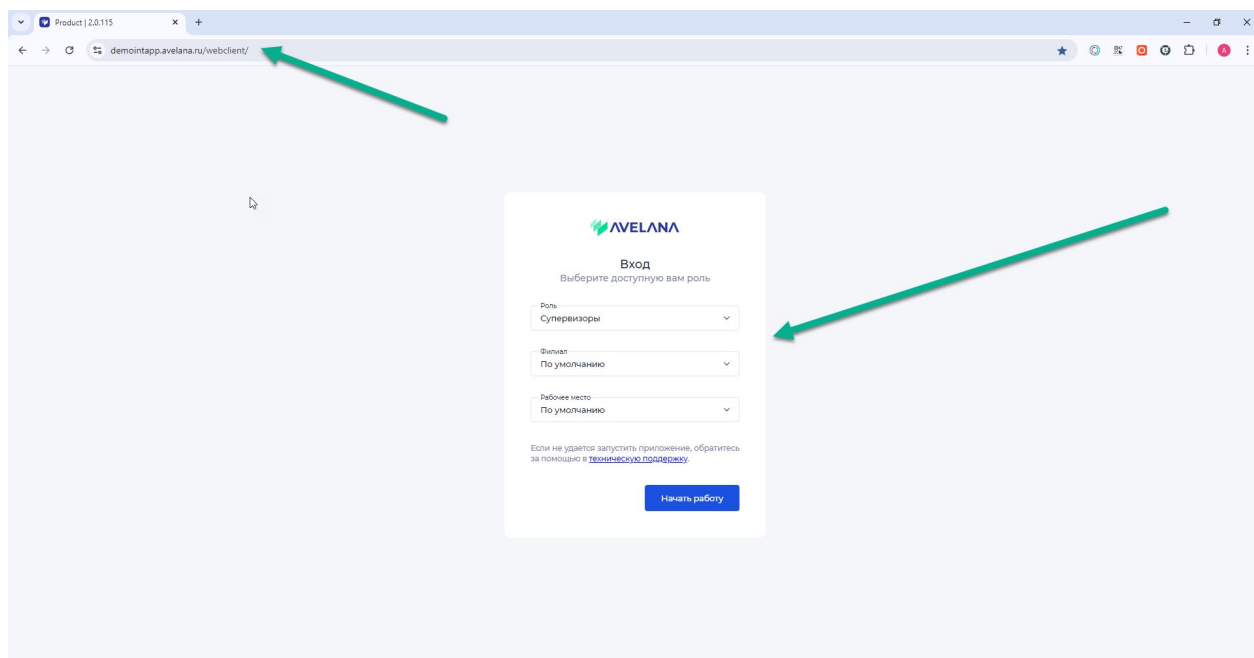 Product | 2.0.115
demointapp.avelana.ru/webclient/
AVELANA
Вход
Выберите доступную вам роль
Роль
Супервизоры
Филиал
По умолчанию
Рабочее место
По умолчанию
Если не удается запустить приложение, обратитесь
за помощью в техническую поддержку.
Начать работу